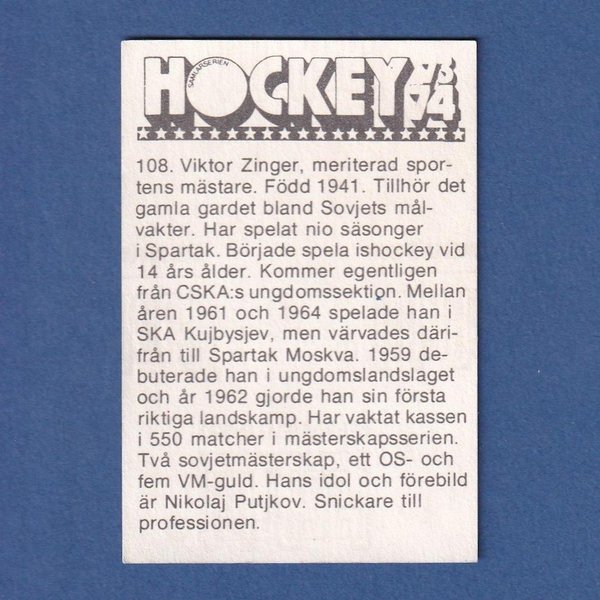 SAMLARSERIEN
HOCKEY 73
74
108. Viktor Zinger, meriterad spor-
tens mästare. Född 1941. Tillhör det
gamla gardet bland Sovjets mål-
vakter. Har spelat nio säsonger
i Spartak. Började spela ishockey vid
14 års ålder. Kommer egentligen
från CSKA:s ungdomssektion. Mellan
åren 1961 och 1964 spelade han i
SKA Kujbysjev, men värvades däri-
från till Spartak Moskva. 1959 de-
buterade han i ungdomslandslaget
och år 1962 gjorde han sin första
riktiga landskamp. Har vaktat kassen
i 550 matcher i mästerskapsserien.
Två sovjetmästerskap, ett OS- och
fem VM-guld. Hans idol och förebild
är Nikolaj Putjkov. Snickare till
professionen.